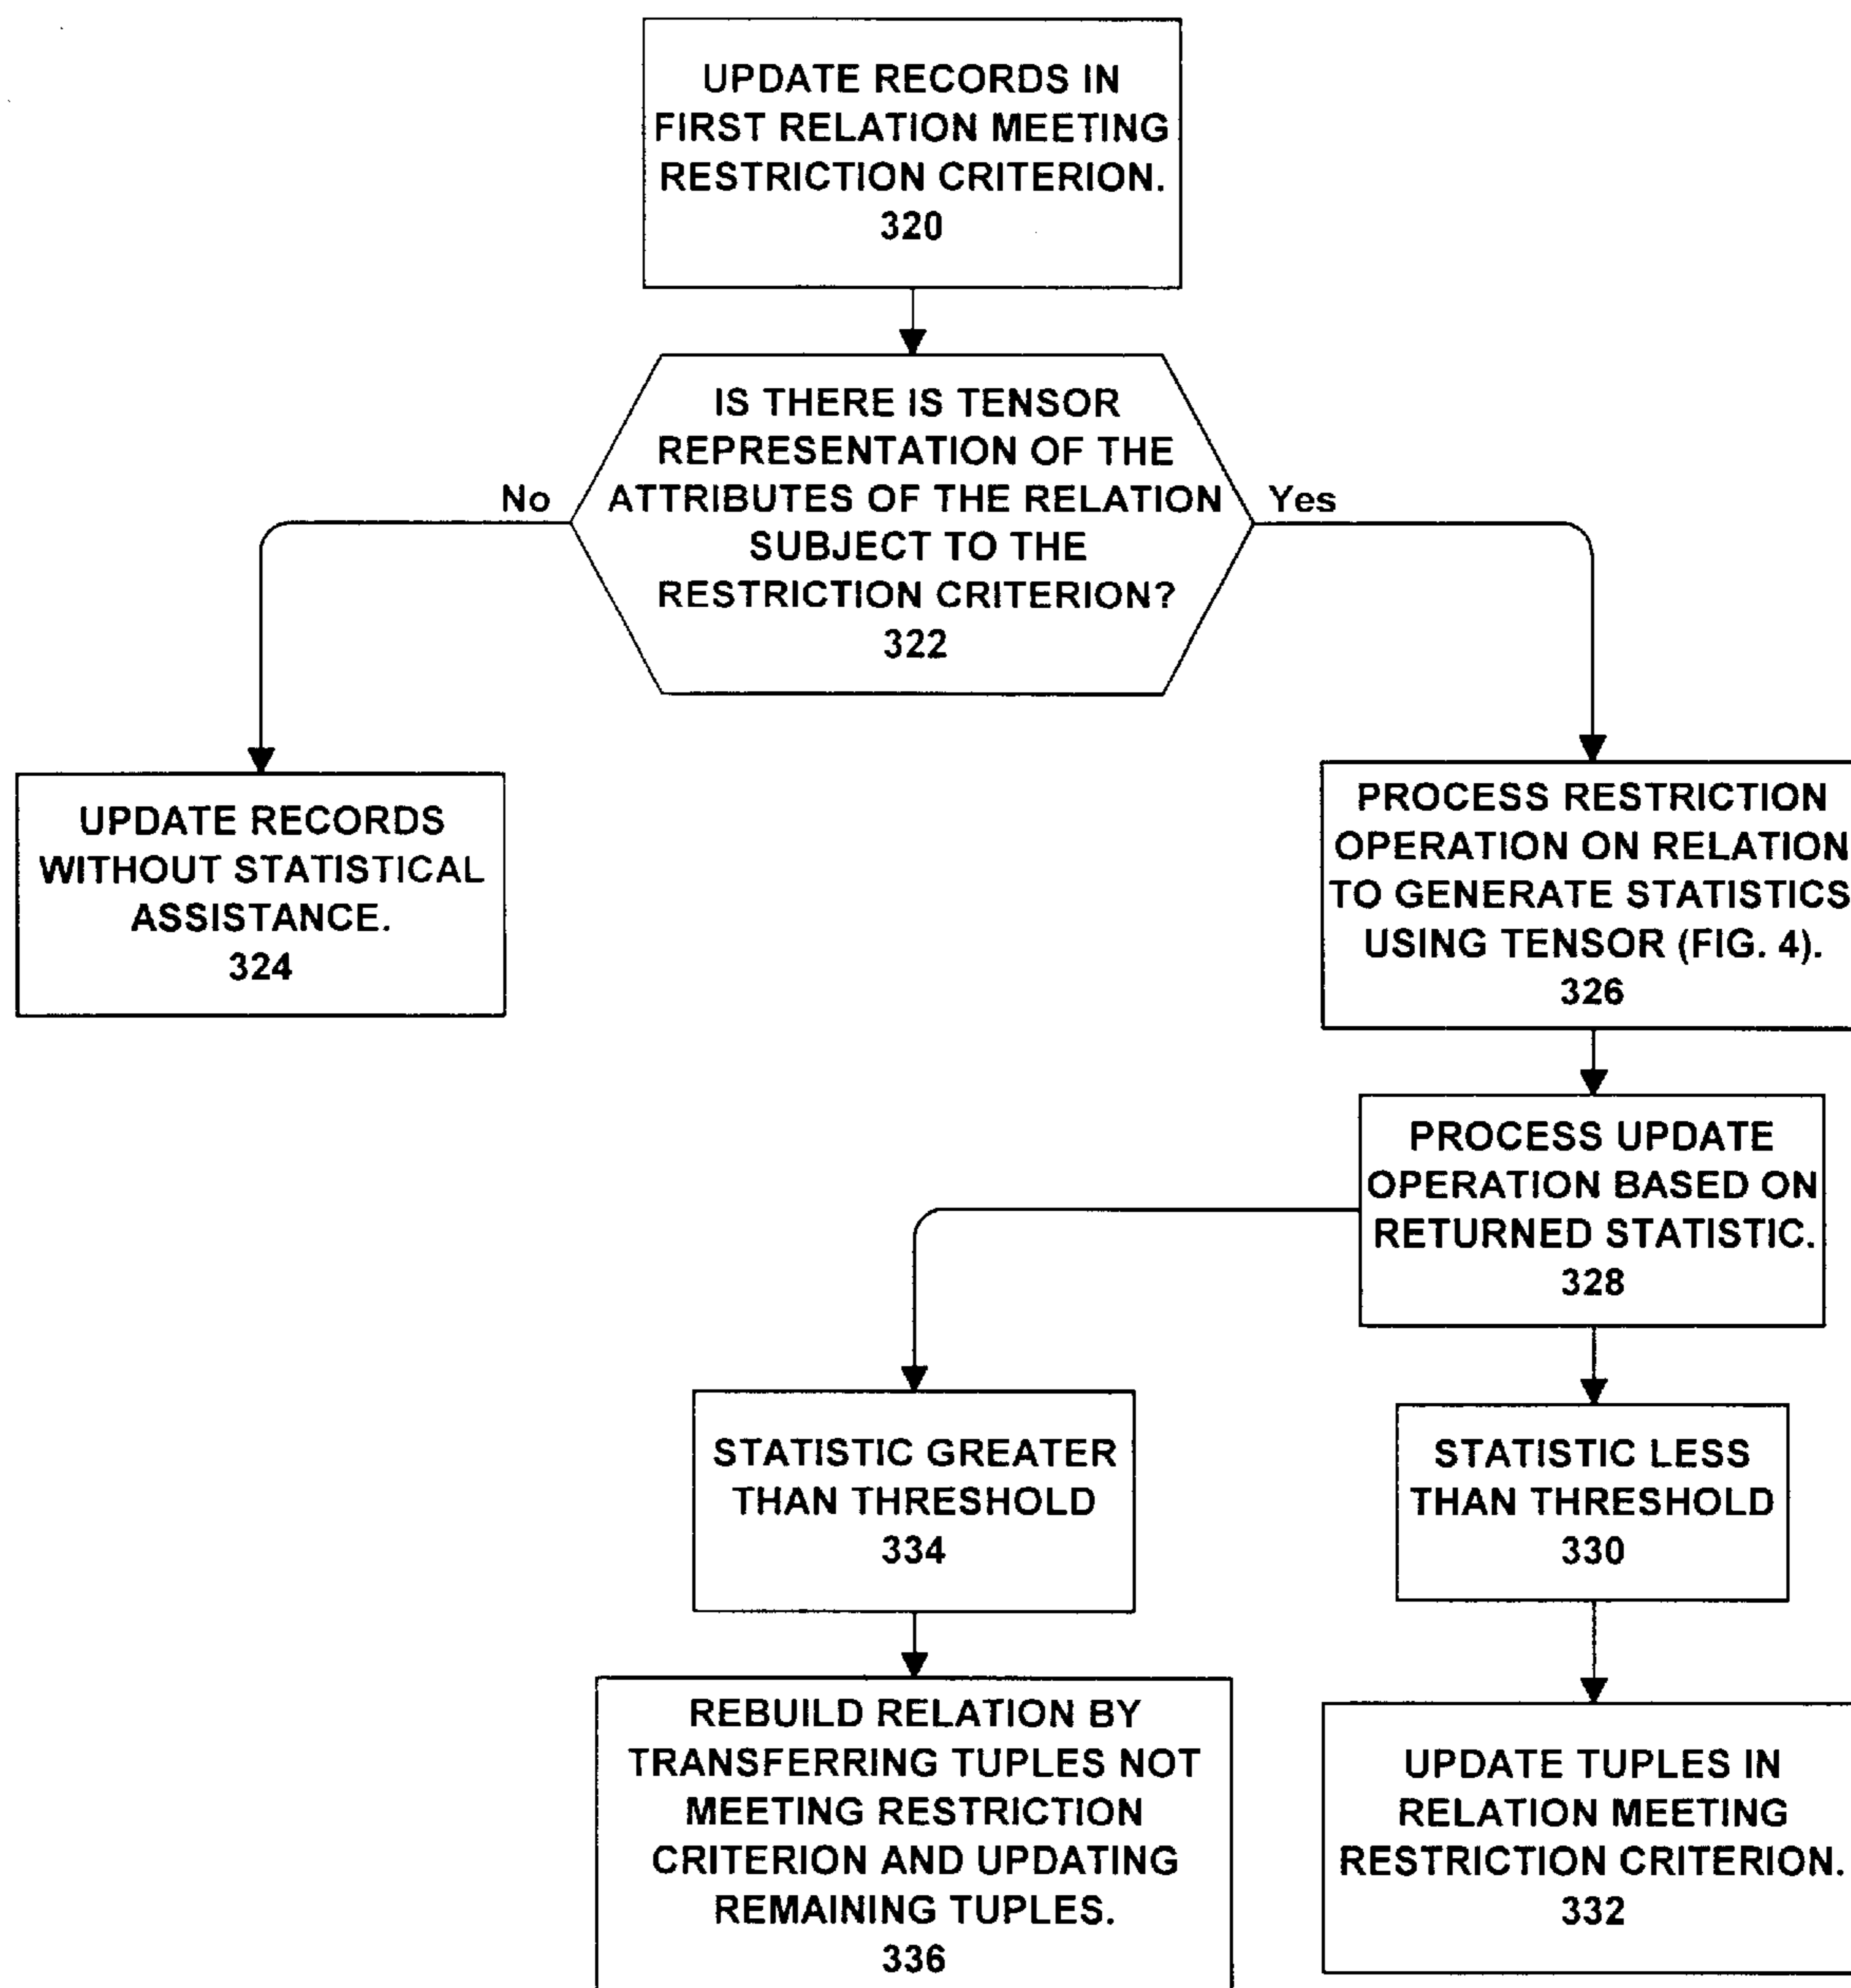 UPDATE RECORDS IN
FIRST RELATION MEETING
RESTRICTION CRITERION.
320
IS THERE IS TENSOR
REPRESENTATION OF THE
ATTRIBUTES OF THE RELATION
SUBJECT TO THE
RESTRICTION CRITERION?
322
No
Yes
UPDATE RECORDS
WITHOUT STATISTICAL
ASSISTANCE.
324
PROCESS RESTRICTION
OPERATION ON RELATION
TO GENERATE STATISTICS
USING TENSOR (FIG. 4).
326
PROCESS UPDATE
OPERATION BASED ON
RETURNED STATISTIC.
328
STATISTIC GREATER
THAN THRESHOLD
334
STATISTIC LESS
THAN THRESHOLD
330
REBUILD RELATION BY
TRANSFERRING TUPLES NOT
MEETING RESTRICTION
CRITERION AND UPDATING
REMAINING TUPLES.
336
UPDATE TUPLES IN
RELATION MEETING
RESTRICTION CRITERION.
332